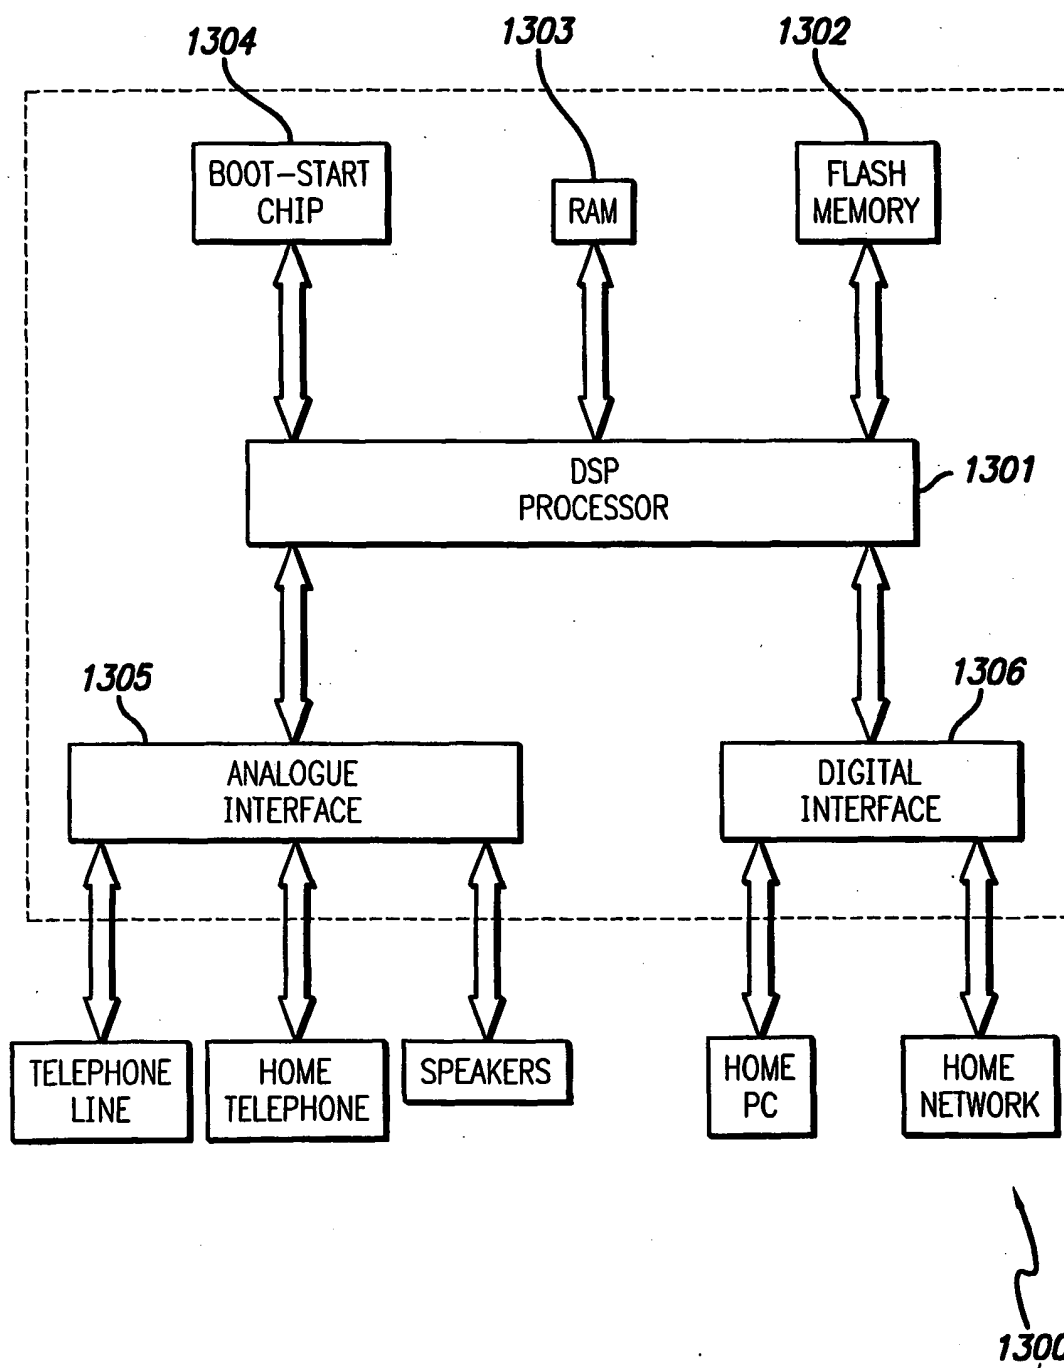 1304
1303
1302
BOOT-START
CHIP
RAM
FLASH
MEMORY
DSP
PROCESSOR
1301
1305
1306
ANALOGUE
INTERFACE
DIGITAL
INTERFACE
TELEPHONE
LINE
HOME
TELEPHONE
SPEAKERS
HOME
PC
HOME
NETWORK
1300